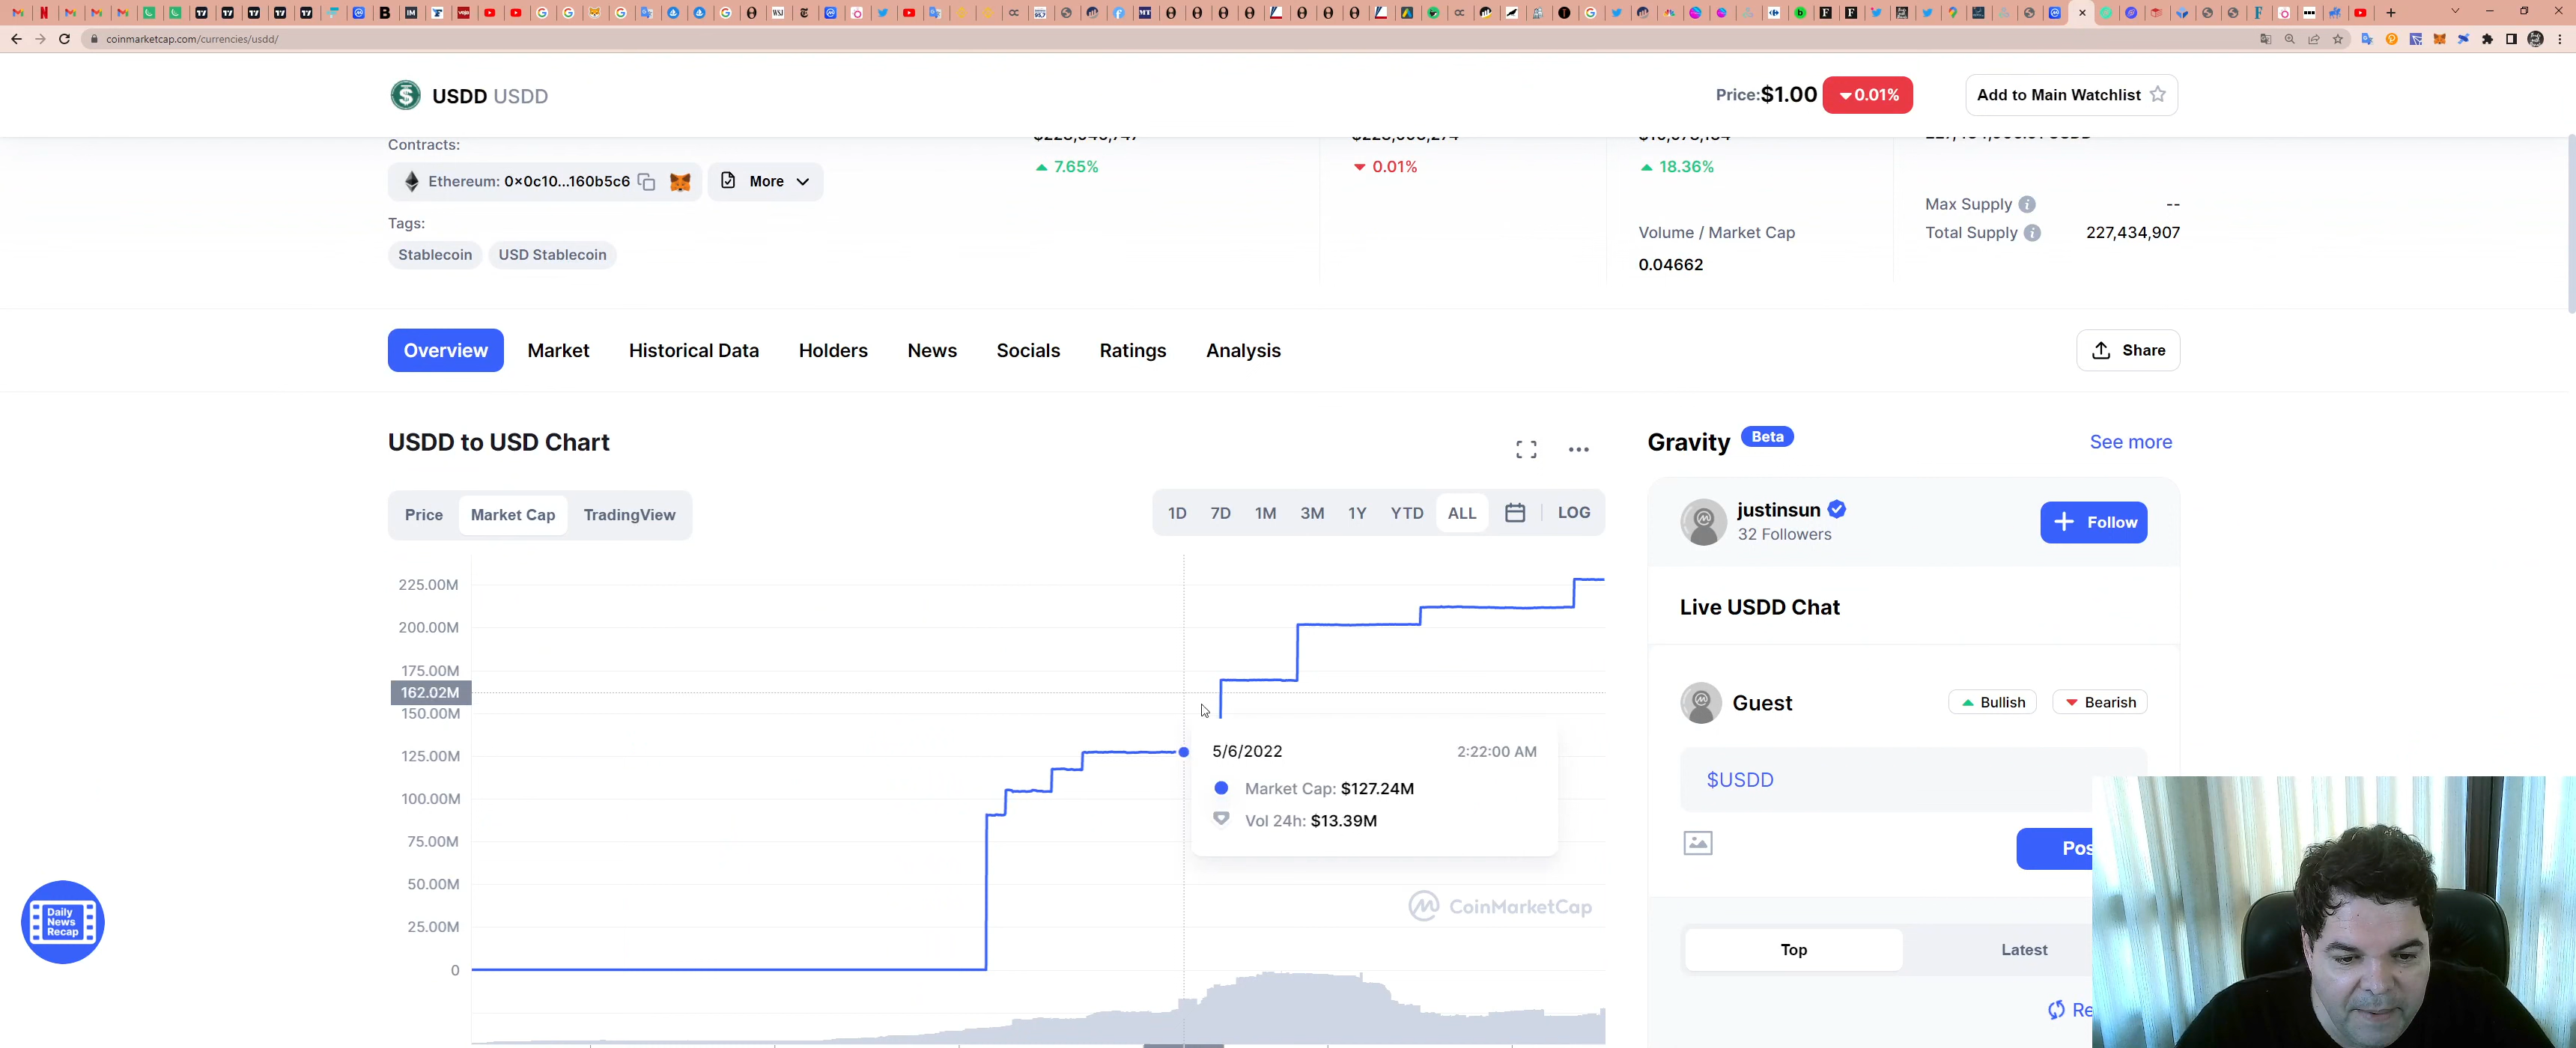 coinmarketcap.com/currencies/usdd/
USDD USDD
Price:$1.00 0.01%
Add to Main Watchlist
Contracts:
7.65%
0.01%
18.36%
Ethereum: 0x0c10...160b5c6
More
Max Supply --
Tags:
Volume / Market Cap
Total Supply 227,434,907
Stablecoin USD Stablecoin
0.04662
Overview Market Historical Data Holders News Socials Ratings Analysis
Share
USDD to USD Chart
Gravity Beta
See more
Price Market Cap TradingView
1D 7D 1M 3M 1Y YTD ALL LOG
justinsun
32 Followers
Follow
225.00M
200.00M
175.00M
162.02M
150.00M
125.00M
100.00M
75.00M
50.00M
25.00M
0
5/6/2022 2:22:00 AM
Market Cap: $127.24M
Vol 24h: $13.39M
CoinMarketCap
Live USDD Chat
Guest
Bullish
Bearish
$USDD
Pos
Top
Latest
Re
Daily
News
Recap